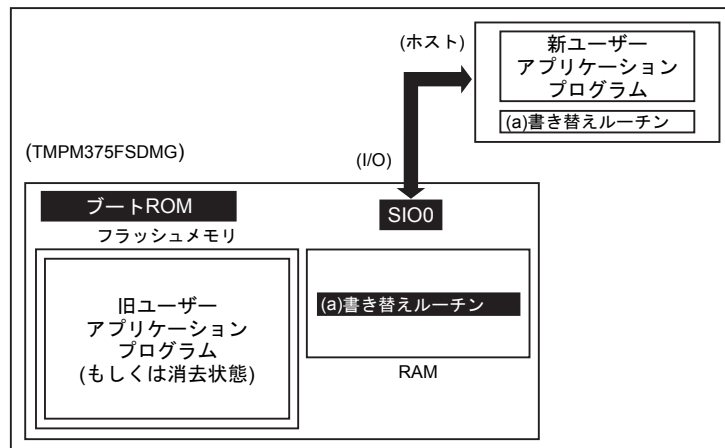 (ホスト)
新ユーザー
アプリケーション
プログラム
(a)書き替えルーチン
(TMPM375FSDMG)
(I/O)
ブートROM
SIO0
フラッシュメモリ
旧ユーザー
アプリケーション
プログラム
(もしくは消去状態)
(a)書き替えルーチン
RAM